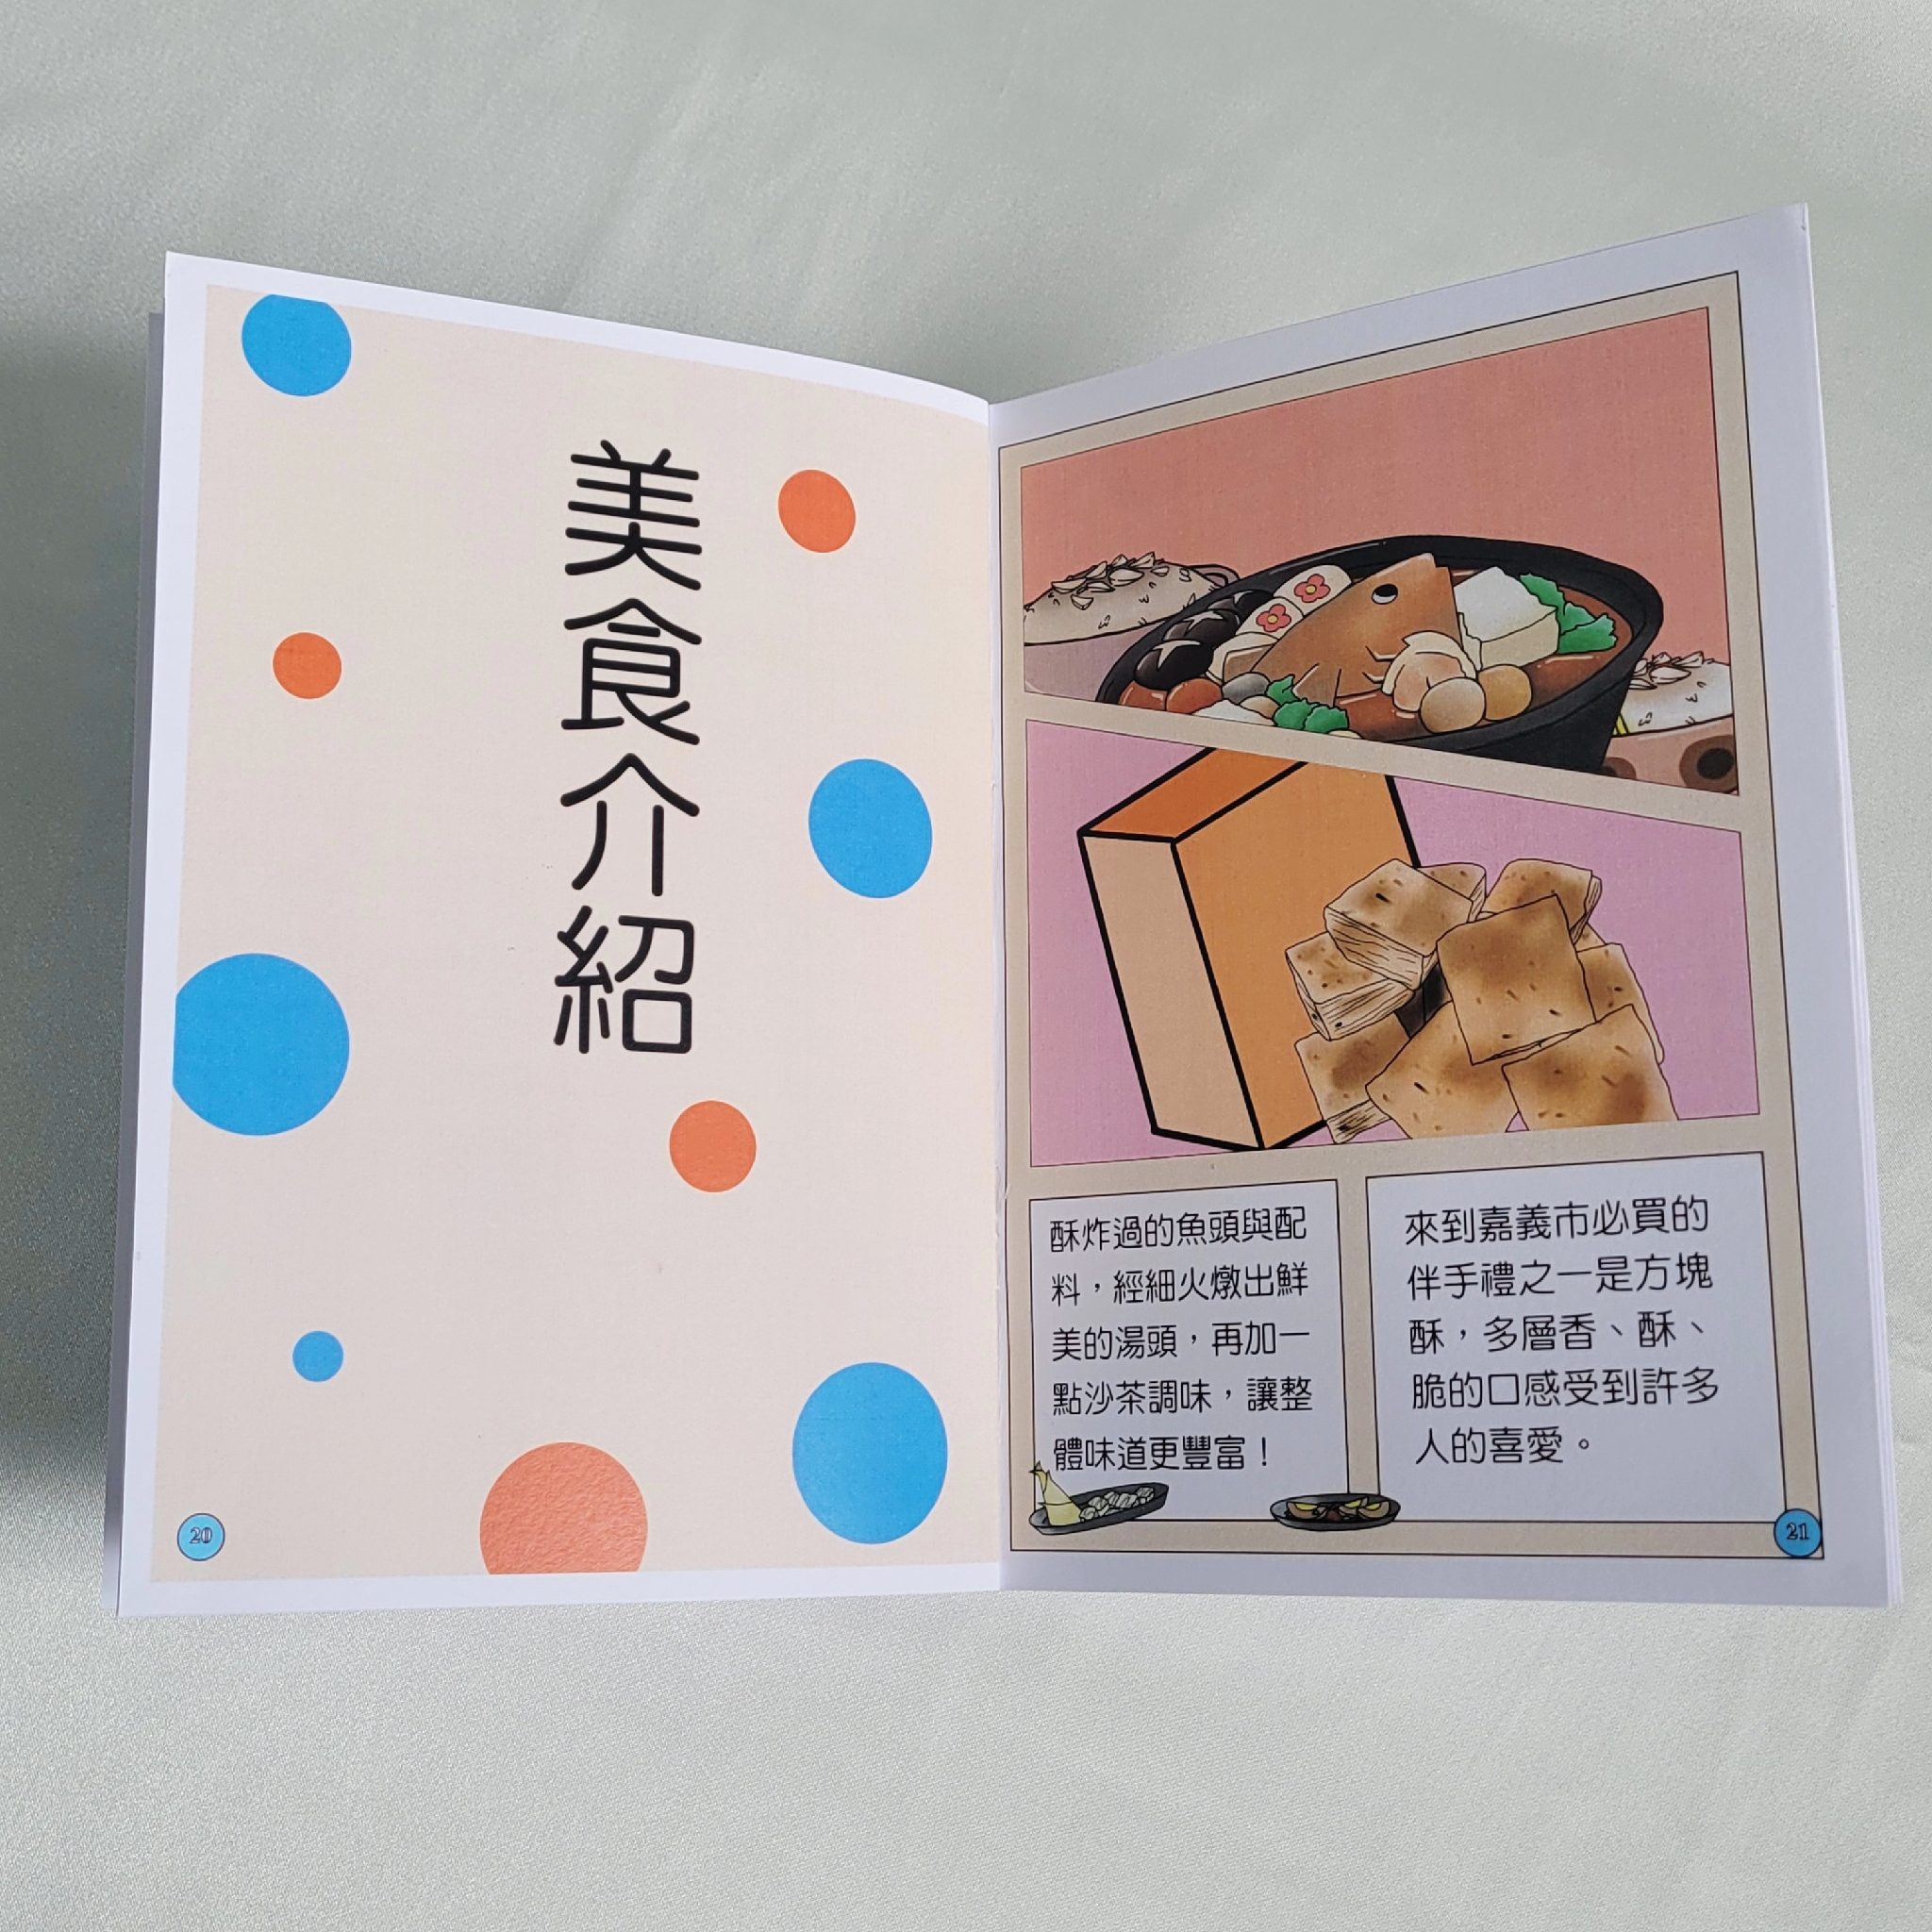 美食介紹
20
酥炸過的魚頭與配
料，經細火燉出鮮
美的湯頭，再加一
點沙茶調味，讓整
體味道更豐富！
來到嘉義市必買的
伴手禮之一是方塊
酥，多層香、酥、
脆的口感受到許多
人的喜愛。
21